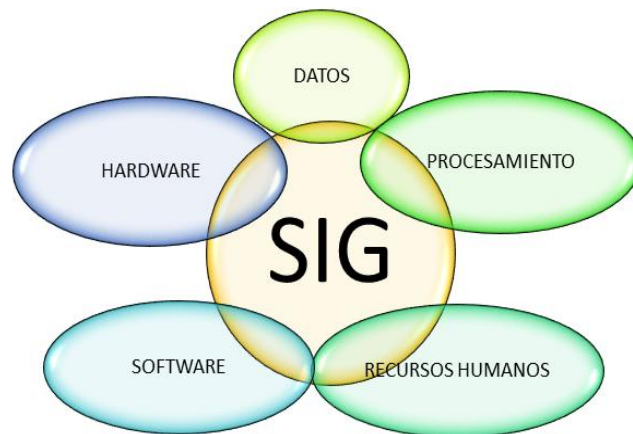 DATOS
HARDWARE
PROCESAMIENTO
SIG
SOFTWARE
RECURSOS HUMANOS